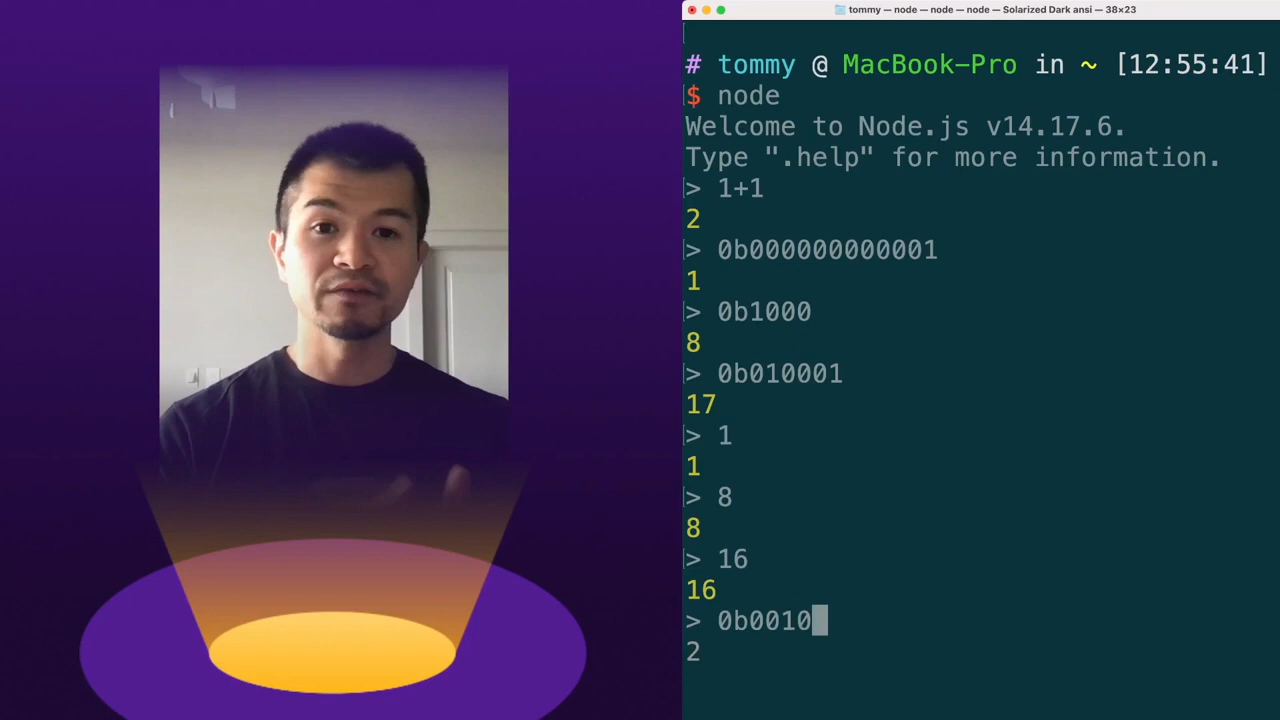 tommy — node — node — node — Solarized Dark ansi — 38×23
# tommy @ MacBook-Pro in ~ [12:55:41]
$ node
Welcome to Node.js v14.17.6.
Type ".help" for more information.
> 1+1
2
> 0b000000000001
1
> 0b1000
8
> 0b010001
17
> 1
1
> 8
8
> 16
16
> 0b0010
2